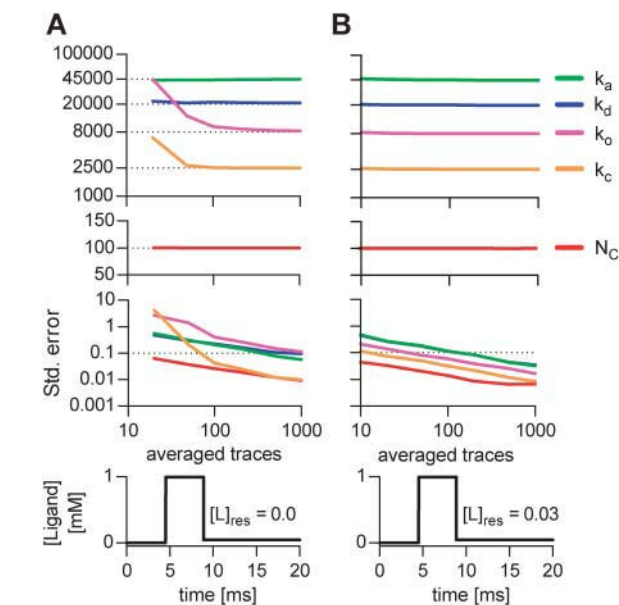 A
B
100000
45000
20000
8000
2500
1000
k_a
k_d
k_o
k_c
150
100
50
N_C
Std. error
10
1
0.1
0.01
0.001
10 100 1000
averaged traces
10 100 1000
averaged traces
[Ligand]
[mM]
1
0
[L]res = 0.0
0 5 10 15 20
time [ms]
1
0
[L]res = 0.03
0 5 10 15 20
time [ms]